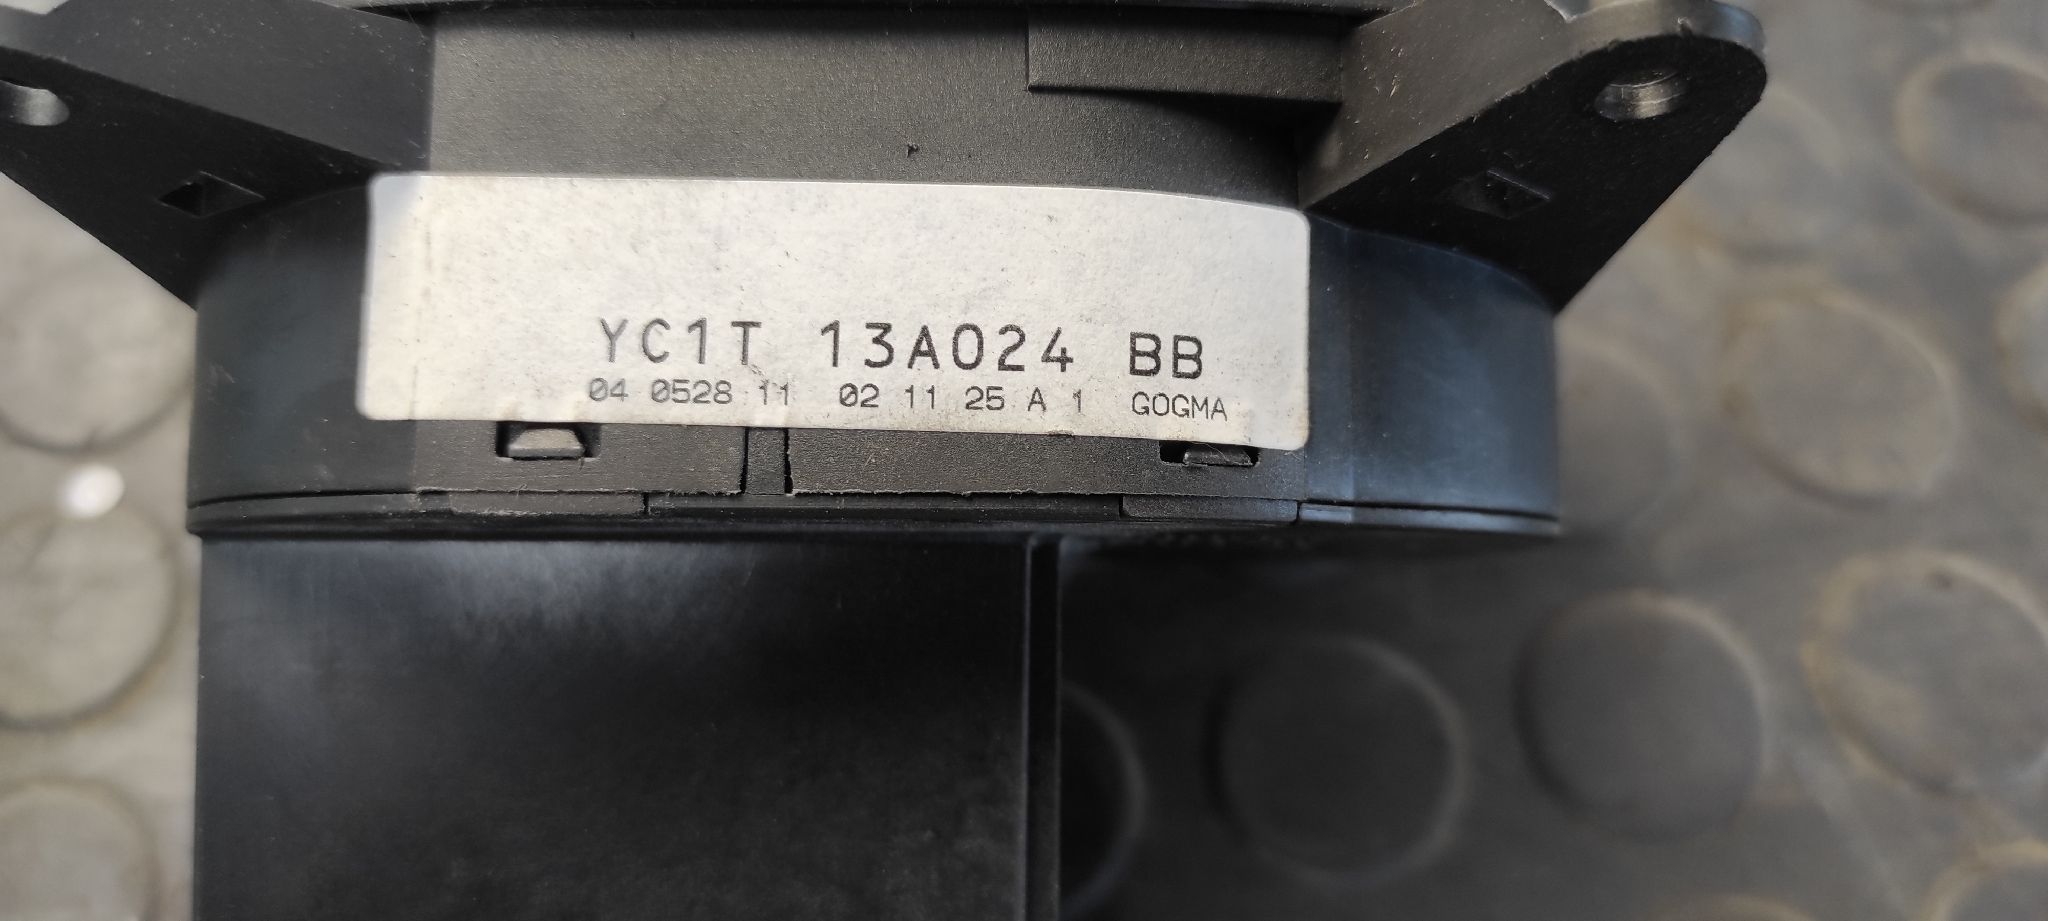 YC1T 13A024 BB
04 0528 11 02 11 25 A 1 GOGMA